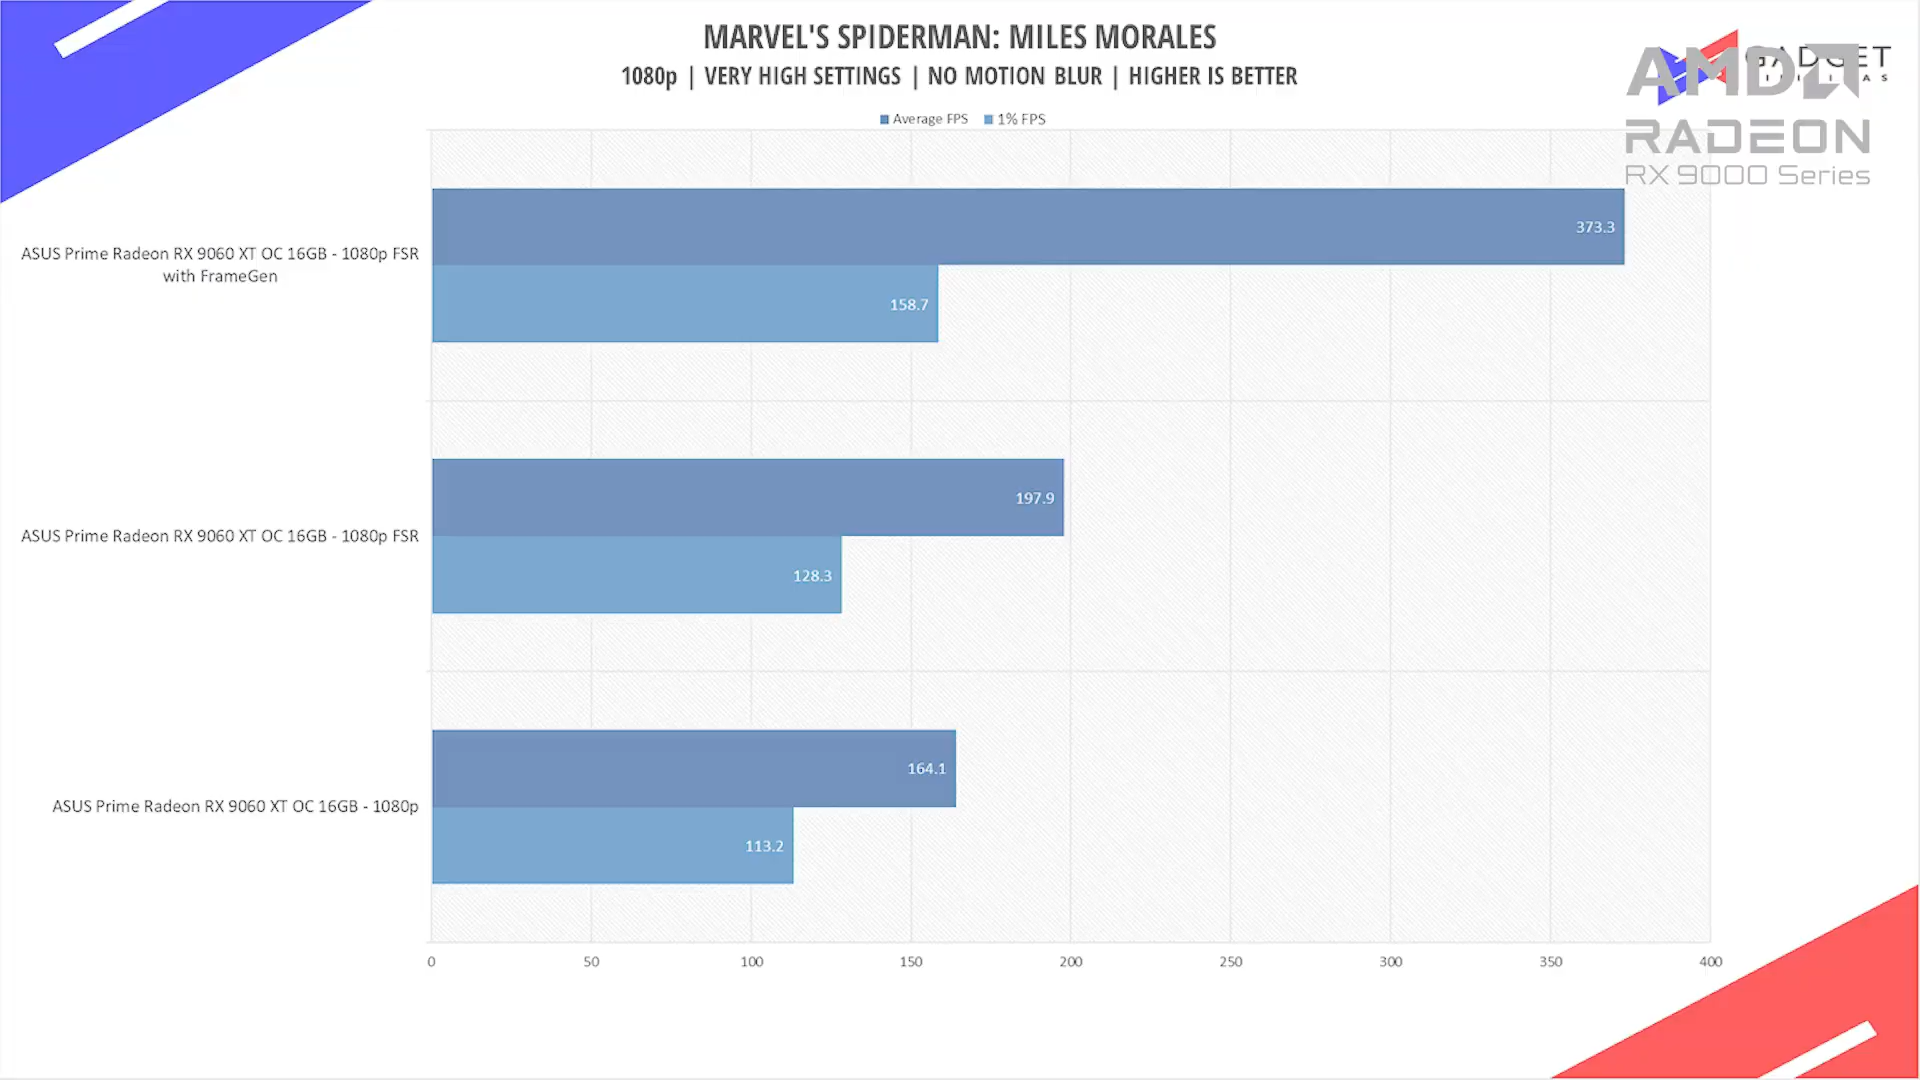 MARVEL'S SPIDERMAN: MILES MORALES
1080p | VERY HIGH SETTINGS | NO MOTION BLUR | HIGHER IS BETTER
Average FPS 1% FPS
GADGET
AMD
RADEON
RX 9000 Series
ASUS Prime Radeon RX 9060 XT OC 16GB - 1080p FSR
with FrameGen
373.3
158.7
ASUS Prime Radeon RX 9060 XT OC 16GB - 1080p FSR
197.9
128.3
ASUS Prime Radeon RX 9060 XT OC 16GB - 1080p
164.1
113.2
0 50 100 150 200 250 300 350 400